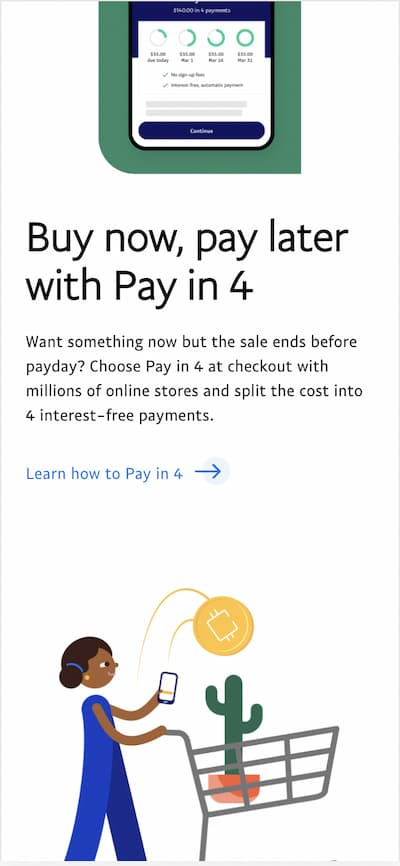 $140.00 in 4 payments
$35.00 $35.00 $35.00 $35.00
due today Mar 1 Mar 16 Mar 31
No sign-up fees
Interest-free, automatic payment
Continue
Buy now, pay later
with Pay in 4
Want something now but the sale ends before
payday? Choose Pay in 4 at checkout with
millions of online stores and split the cost into
4 interest-free payments.
Learn how to Pay in 4